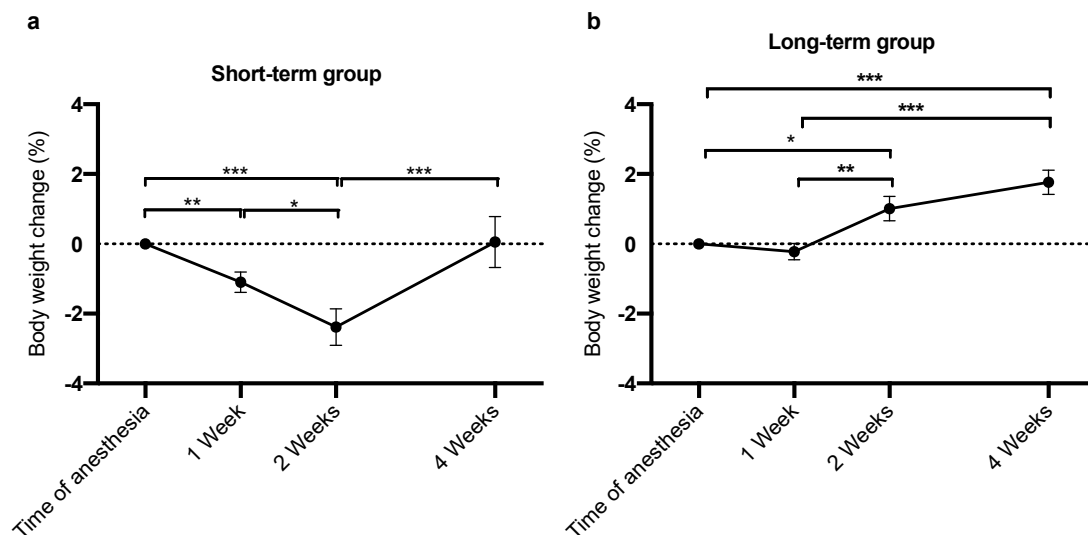 a
Short-term group
Body weight change (%)
4
2
0
-2
-4
***
***
**
*
Time of anesthesia
1 Week
2 Weeks
4 Weeks
b
Long-term group
Body weight change (%)
4
2
0
-2
-4
***
***
*
**
Time of anesthesia
1 Week
2 Weeks
4 Weeks